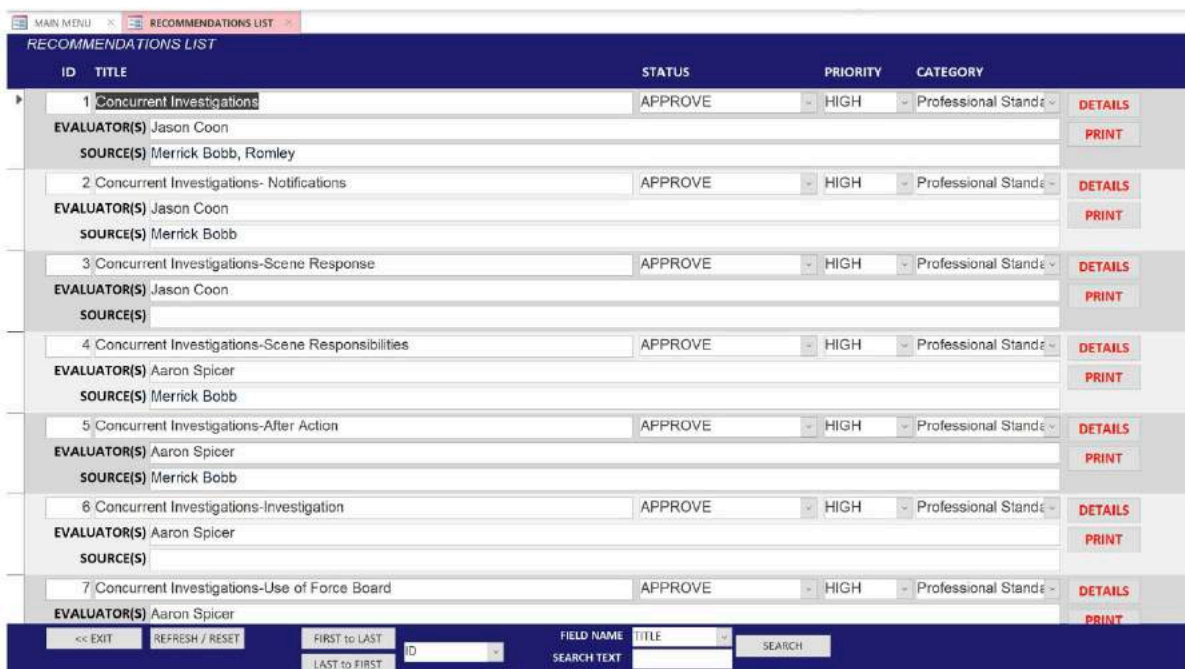 MAIN MENU × RECOMMENDATIONS LIST ×
RECOMMENDATIONS LIST
ID TITLE STATUS PRIORITY CATEGORY
1 Concurrent Investigations APPROVE HIGH Professional Standa DETAILS
EVALUATOR(S) Jason Coon PRINT
SOURCE(S) Merrick Bobb, Romley
2 Concurrent Investigations- Notifications APPROVE HIGH Professional Standa DETAILS
EVALUATOR(S) Jason Coon PRINT
SOURCE(S) Merrick Bobb
3 Concurrent Investigations-Scene Response APPROVE HIGH Professional Standa DETAILS
EVALUATOR(S) Jason Coon PRINT
SOURCE(S)
4 Concurrent Investigations-Scene Responsibilities APPROVE HIGH Professional Standa DETAILS
EVALUATOR(S) Aaron Spicer PRINT
SOURCE(S) Merrick Bobb
5 Concurrent Investigations-After Action APPROVE HIGH Professional Standa DETAILS
EVALUATOR(S) Aaron Spicer PRINT
SOURCE(S) Merrick Bobb
6 Concurrent Investigations-Investigation APPROVE HIGH Professional Standa DETAILS
EVALUATOR(S) Aaron Spicer PRINT
SOURCE(S)
7 Concurrent Investigations-Use of Force Board APPROVE HIGH Professional Standa DETAILS
EVALUATOR(S) Aaron Spicer PRINT
<< EXIT REFRESH / RESET FIRST to LAST ID FIELD NAME TITLE SEARCH
LAST to FIRST SEARCH TEXT